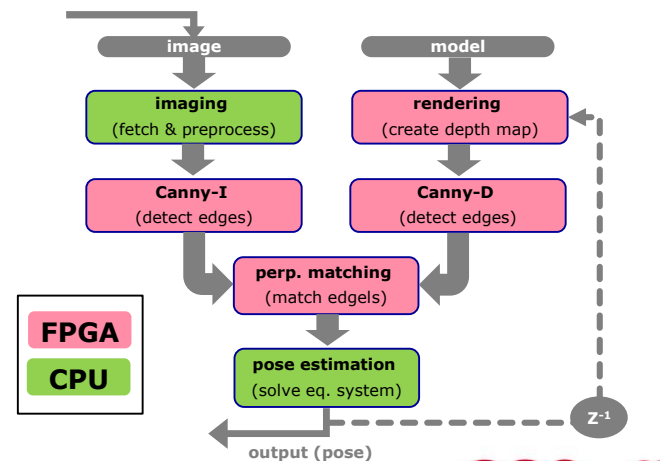 image
model
imaging
(fetch & preprocess)
rendering
(create depth map)
Canny-I
(detect edges)
Canny-D
(detect edges)
perp. matching
(match edgels)
FPGA
CPU
pose estimation
(solve eq. system)
Z⁻¹
output (pose)